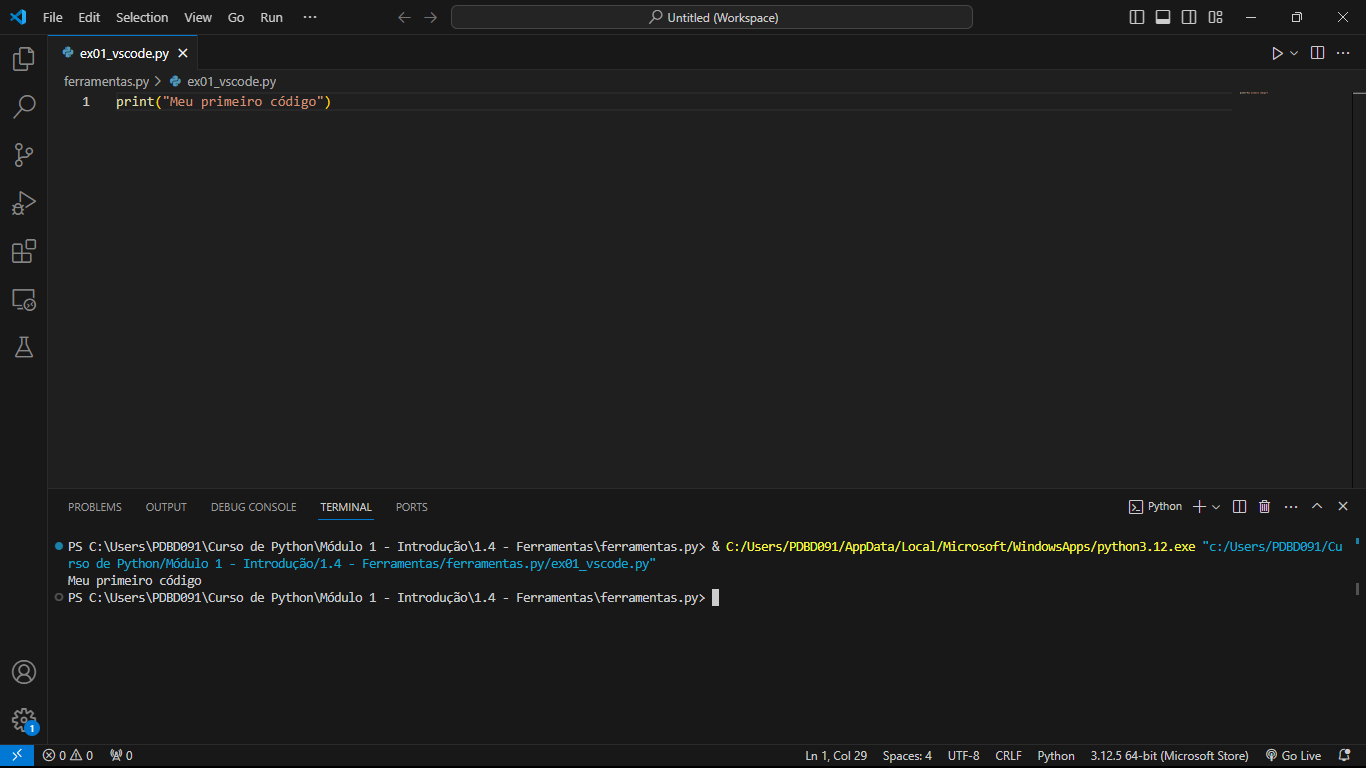 File Edit Selection View Go Run ···
Untitled (Workspace)
ex01_vscode.py
ferramentas.py > ex01_vscode.py
1 print("Meu primeiro código")
PROBLEMS OUTPUT DEBUG CONSOLE TERMINAL PORTS
Python
PS C:\Users\PDBD091\Curso de Python\Módulo 1 - Introdução\1.4 - Ferramentas\ferramentas.py> & C:/Users/PDBD091/AppData/Local/Microsoft/WindowsApps/python3.12.exe "c:/Users/PDBD091/Cu
rso de Python/Módulo 1 - Introdução/1.4 - Ferramentas/ferramentas.py/ex01_vscode.py"
Meu primeiro código
PS C:\Users\PDBD091\Curso de Python\Módulo 1 - Introdução\1.4 - Ferramentas\ferramentas.py>
1
0 0 0 Ln 1, Col 29 Spaces: 4 UTF-8 CRLF Python 3.12.5 64-bit (Microsoft Store) Go Live